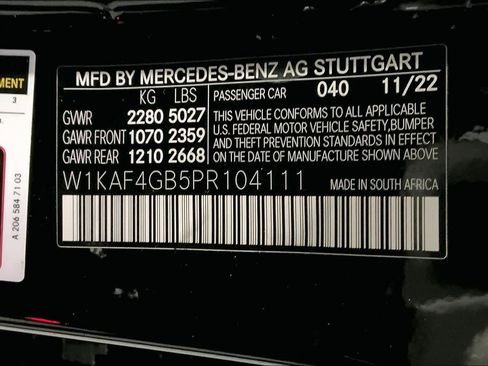 MFD BY MERCEDES-BENZ AG STUTTGART
KG LBS
GVWR 2280 5027
GAWR FRONT 1070 2359
GAWR REAR 1210 2668
PASSENGER CAR 040 11/22
THIS VEHICLE CONFORMS TO ALL APPLICABLE
U.S. FEDERAL MOTOR VEHICLE SAFETY, BUMPER
AND THEFT PREVENTION STANDARDS IN EFFECT
ON THE DATE OF MANUFACTURE SHOWN ABOVE
W1KAF4GB5PR104111 MADE IN SOUTH AFRICA
3
A 206 584 71 03